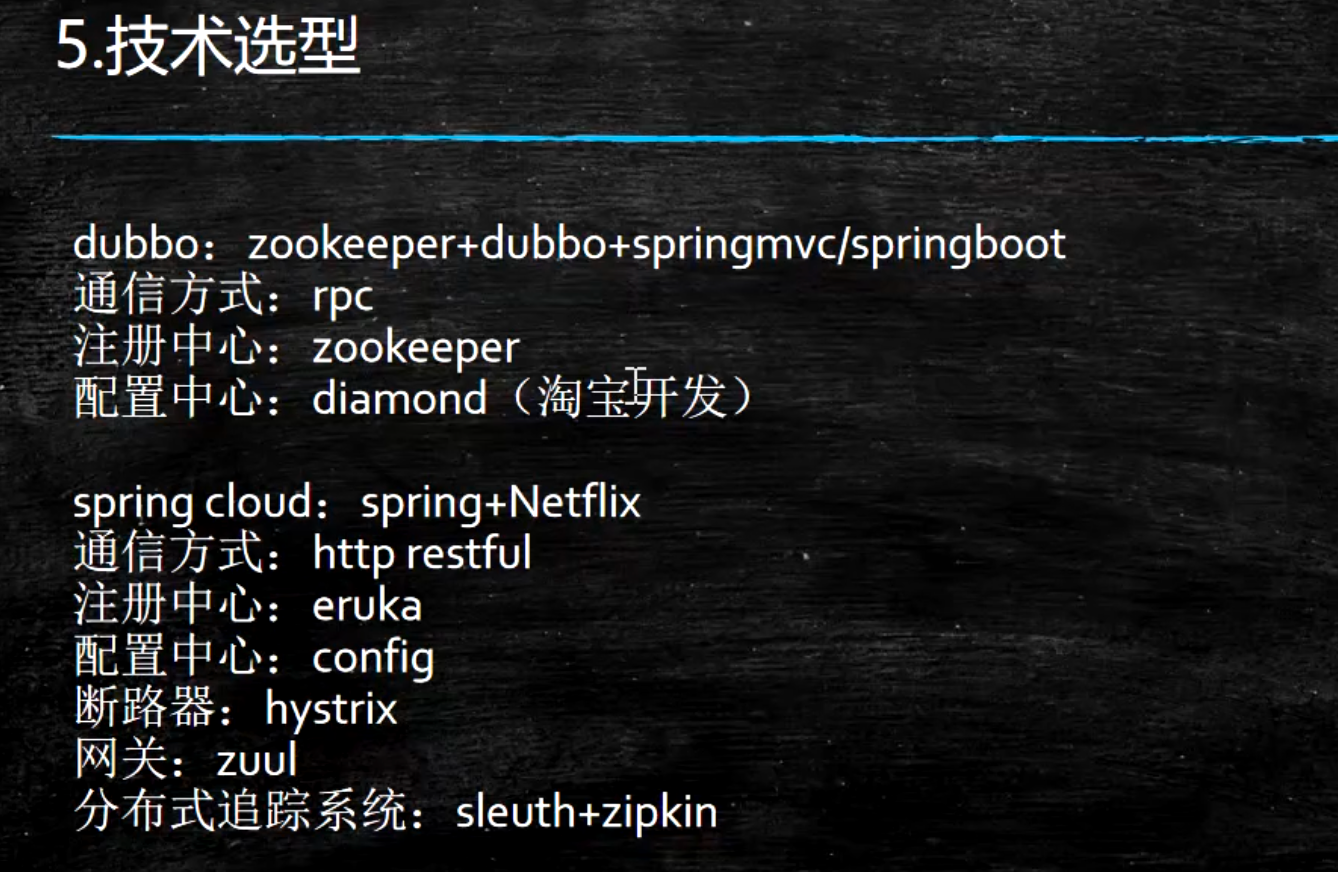 5.技术选型
dubbo：zookeeper+dubbo+springmvc/springboot
通信方式：rpc
注册中心：zookeeper
配置中心：diamond（淘宝开发）
spring cloud：spring+Netflix
通信方式：http restful
注册中心：eruka
配置中心：config
断路器：hystrix
网关：zuul
分布式追踪系统：sleuth+zipkin